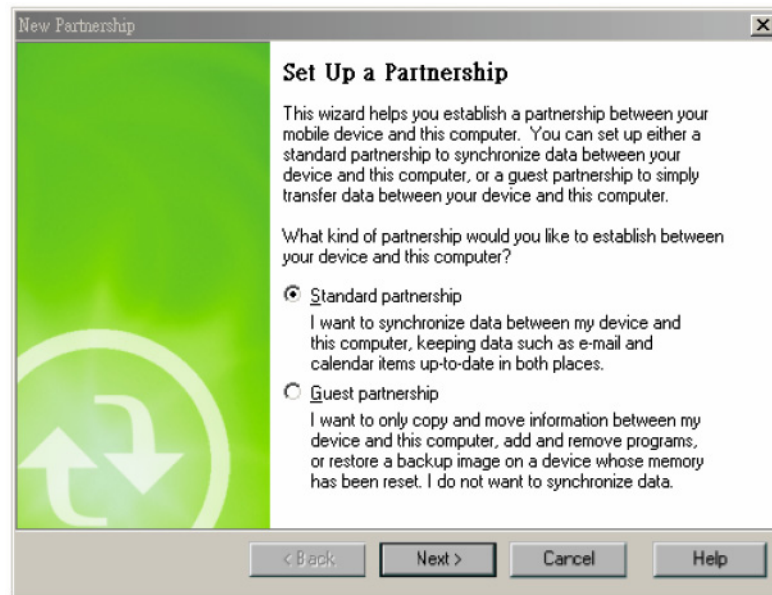 New Partnership
Set Up a Partnership
This wizard helps you establish a partnership between your
mobile device and this computer. You can set up either a
standard partnership to synchronize data between your
device and this computer, or a guest partnership to simply
transfer data between your device and this computer.
What kind of partnership would you like to establish between
your device and this computer?
Standard partnership
I want to synchronize data between my device and
this computer, keeping data such as e-mail and
calendar items up-to-date in both places.
Guest partnership
I want to only copy and move information between my
device and this computer, add and remove programs,
or restore a backup image on a device whose memory
has been reset. I do not want to synchronize data.
< Back Next > Cancel Help